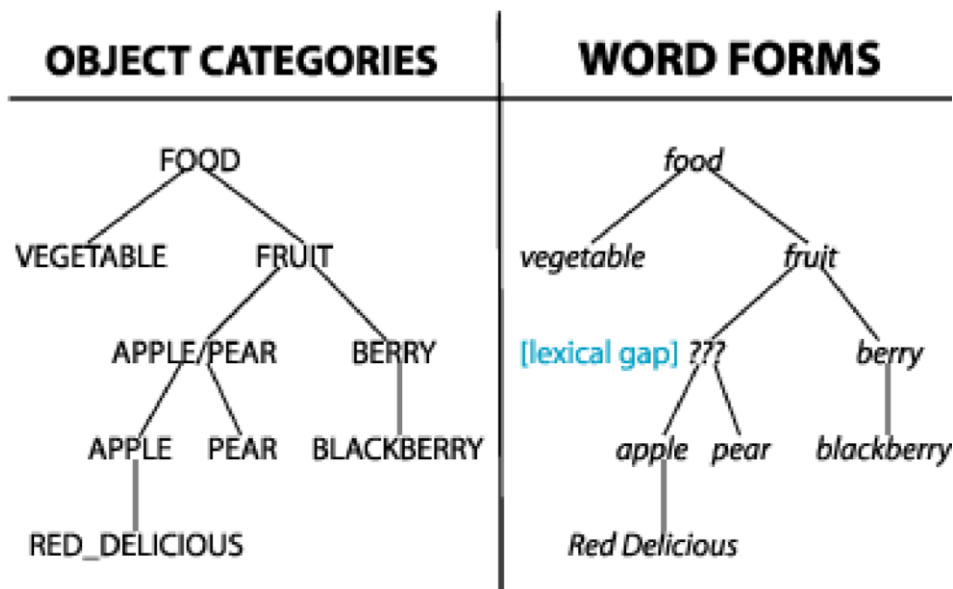 OBJECT CATEGORIES
WORD FORMS
FOOD
VEGETABLE FRUIT
APPLE/PEAR BERRY
APPLE PEAR BLACKBERRY
RED_DELICIOUS
food
vegetable fruit
[lexical gap] ??? berry
apple pear blackberry
Red Delicious